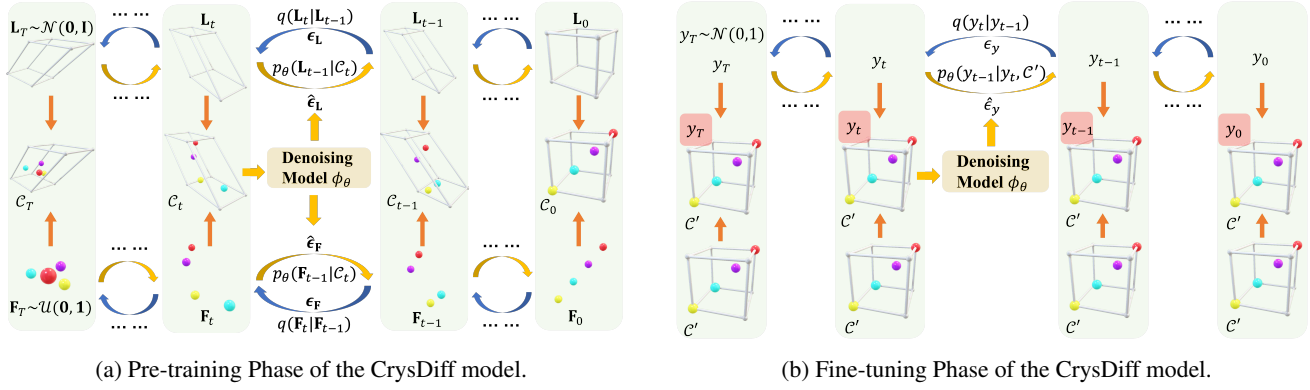 L_T~𝒩(0, I)
L_t
q(L_t|L_{t−1})
ϵ_L
p_θ(L_{t−1}|𝒞_t)
ϵ̂_L
L_{t−1}
L_0
... ...
... ...
... ...
... ...
Denoising
Model ϕ_θ
𝒞_T
𝒞_t
𝒞_{t−1}
𝒞_0
... ...
... ...
... ...
... ...
ϵ̂_F
p_θ(F_{t−1}|𝒞_t)
ϵ_F
q(F_t|F_{t−1})
F_T~𝒰(0, 1)
F_t
F_{t−1}
F_0
(a) Pre-training Phase of the CrysDiff model.
y_T~𝒩(0,1)
y_T
... ...
... ...
y_t
q(y_t|y_{t−1})
ϵ_y
p_θ(y_{t−1}|y_t, 𝒞′)
ϵ̂_y
y_{t−1}
... ...
... ...
y_0
y_T
y_t
y_{t−1}
y_0
Denoising
Model ϕ_θ
𝒞′
𝒞′
𝒞′
𝒞′
𝒞′
𝒞′
𝒞′
𝒞′
(b) Fine-tuning Phase of the CrysDiff model.